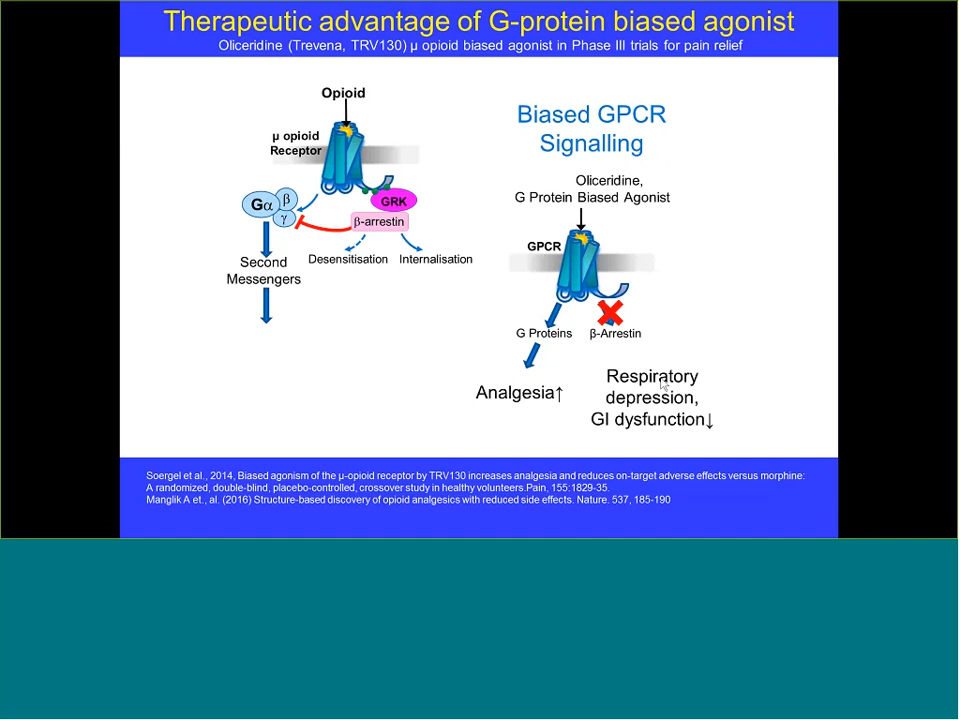 Therapeutic advantage of G-protein biased agonist
Oliceridine (Trevena, TRV130) µ opioid biased agonist in Phase III trials for pain relief
Opioid
µ opioid
Receptor
Gα
β
γ
GRK
β-arrestin
Second
Messengers
Desensitisation
Internalisation
Biased GPCR
Signalling
Oliceridine,
G Protein Biased Agonist
GPCR
G Proteins
β-Arrestin
Analgesia↑
Respiratory
depression,
GI dysfunction↓
Soergel et al., 2014, Biased agonism of the µ-opioid receptor by TRV130 increases analgesia and reduces on-target adverse effects versus morphine:
A randomized, double-blind, placebo-controlled, crossover study in healthy volunteers.Pain, 155:1829-35.
Manglik A et., al. (2016) Structure-based discovery of opioid analgesics with reduced side effects. Nature. 537, 185-190